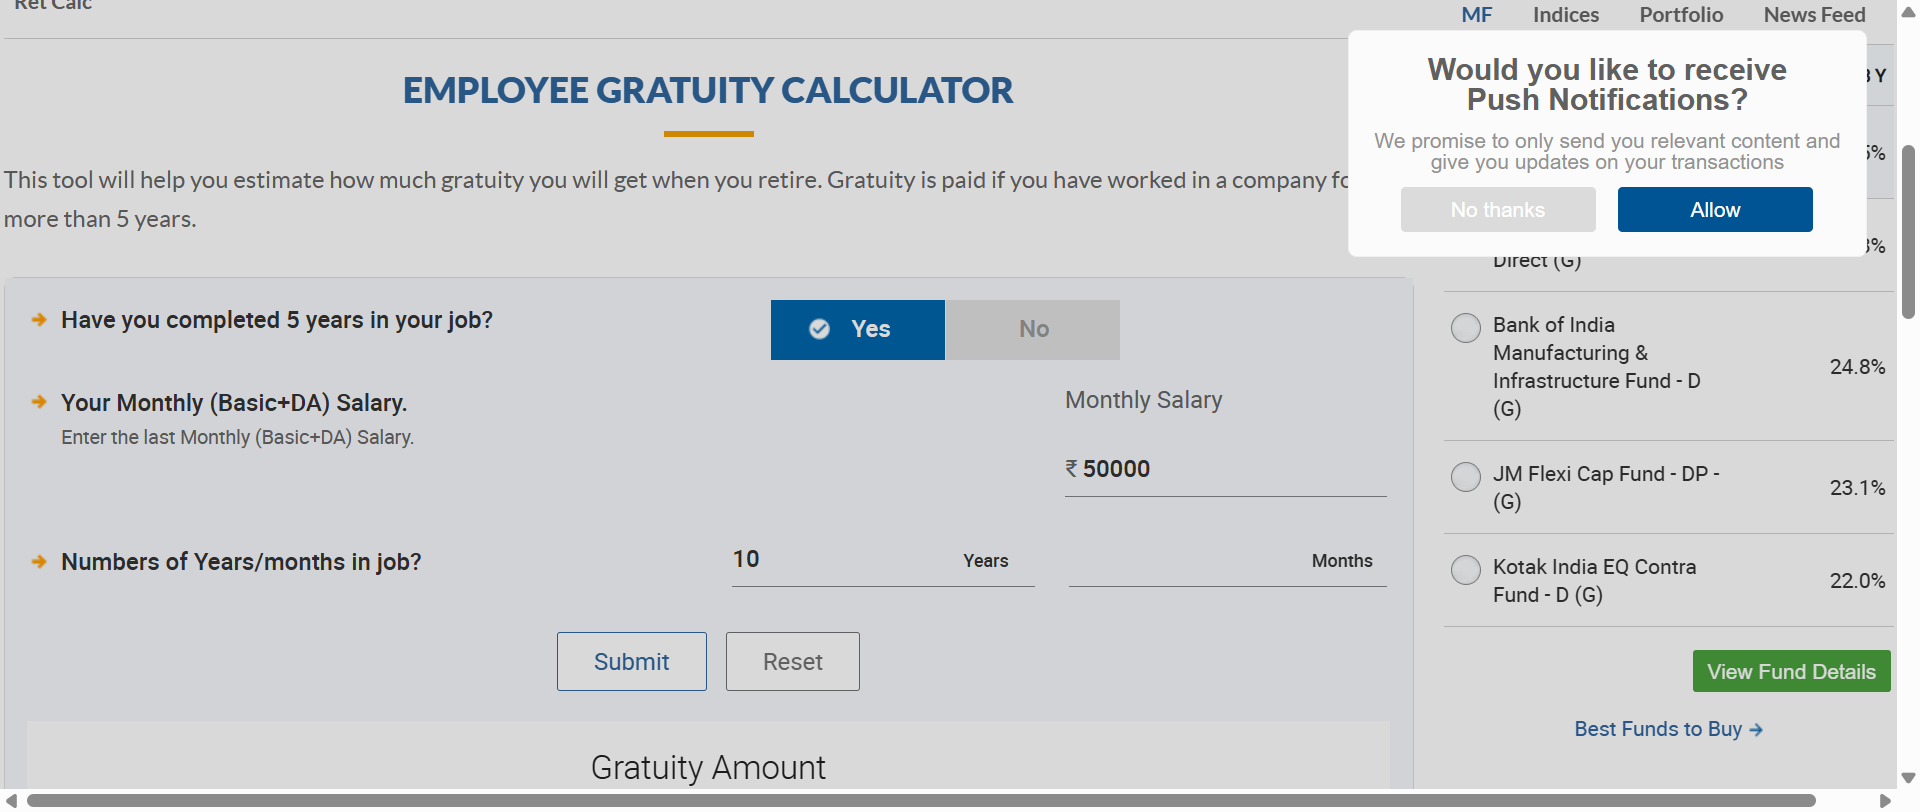 Ret Calc
MF Indices Portfolio News Feed
EMPLOYEE GRATUITY CALCULATOR
This tool will help you estimate how much gratuity you will get when you retire. Gratuity is paid if you have worked in a company
more than 5 years.
Have you completed 5 years in your job?
Yes No
Your Monthly (Basic+DA) Salary.
Enter the last Monthly (Basic+DA) Salary.
Monthly Salary
₹ 50000
Numbers of Years/months in job?
10 Years
Months
Submit Reset
Gratuity Amount
Would you like to receive
Push Notifications?
We promise to only send you relevant content and
give you updates on your transactions
No thanks Allow
Y
Direct (G)
Bank of India
Manufacturing &
Infrastructure Fund - D
(G)
24.8%
JM Flexi Cap Fund - DP -
(G)
23.1%
Kotak India EQ Contra
Fund - D (G)
22.0%
View Fund Details
Best Funds to Buy